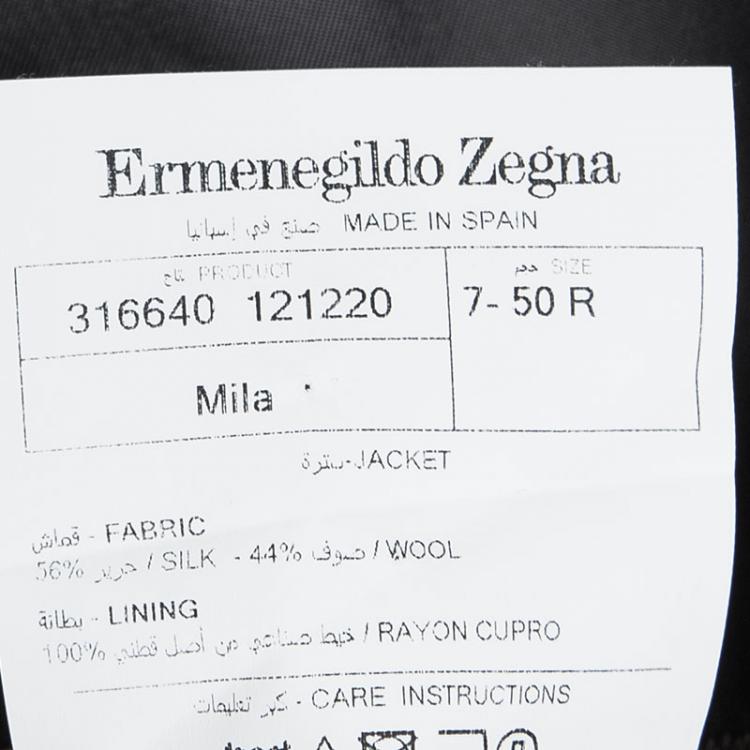 Ermenegildo Zegna
صنع في إسبانيا MADE IN SPAIN
PRODUCT
316640 121220
حجم SIZE
7- 50 R
Mila
سترة-JACKET
قماش - FABRIC
56% حرير / SILK - 44% صوف / WOOL
بطانة - LINING
100% خيط صناعي من أصل قطني / RAYON CUPRO
- CARE INSTRUCTIONS